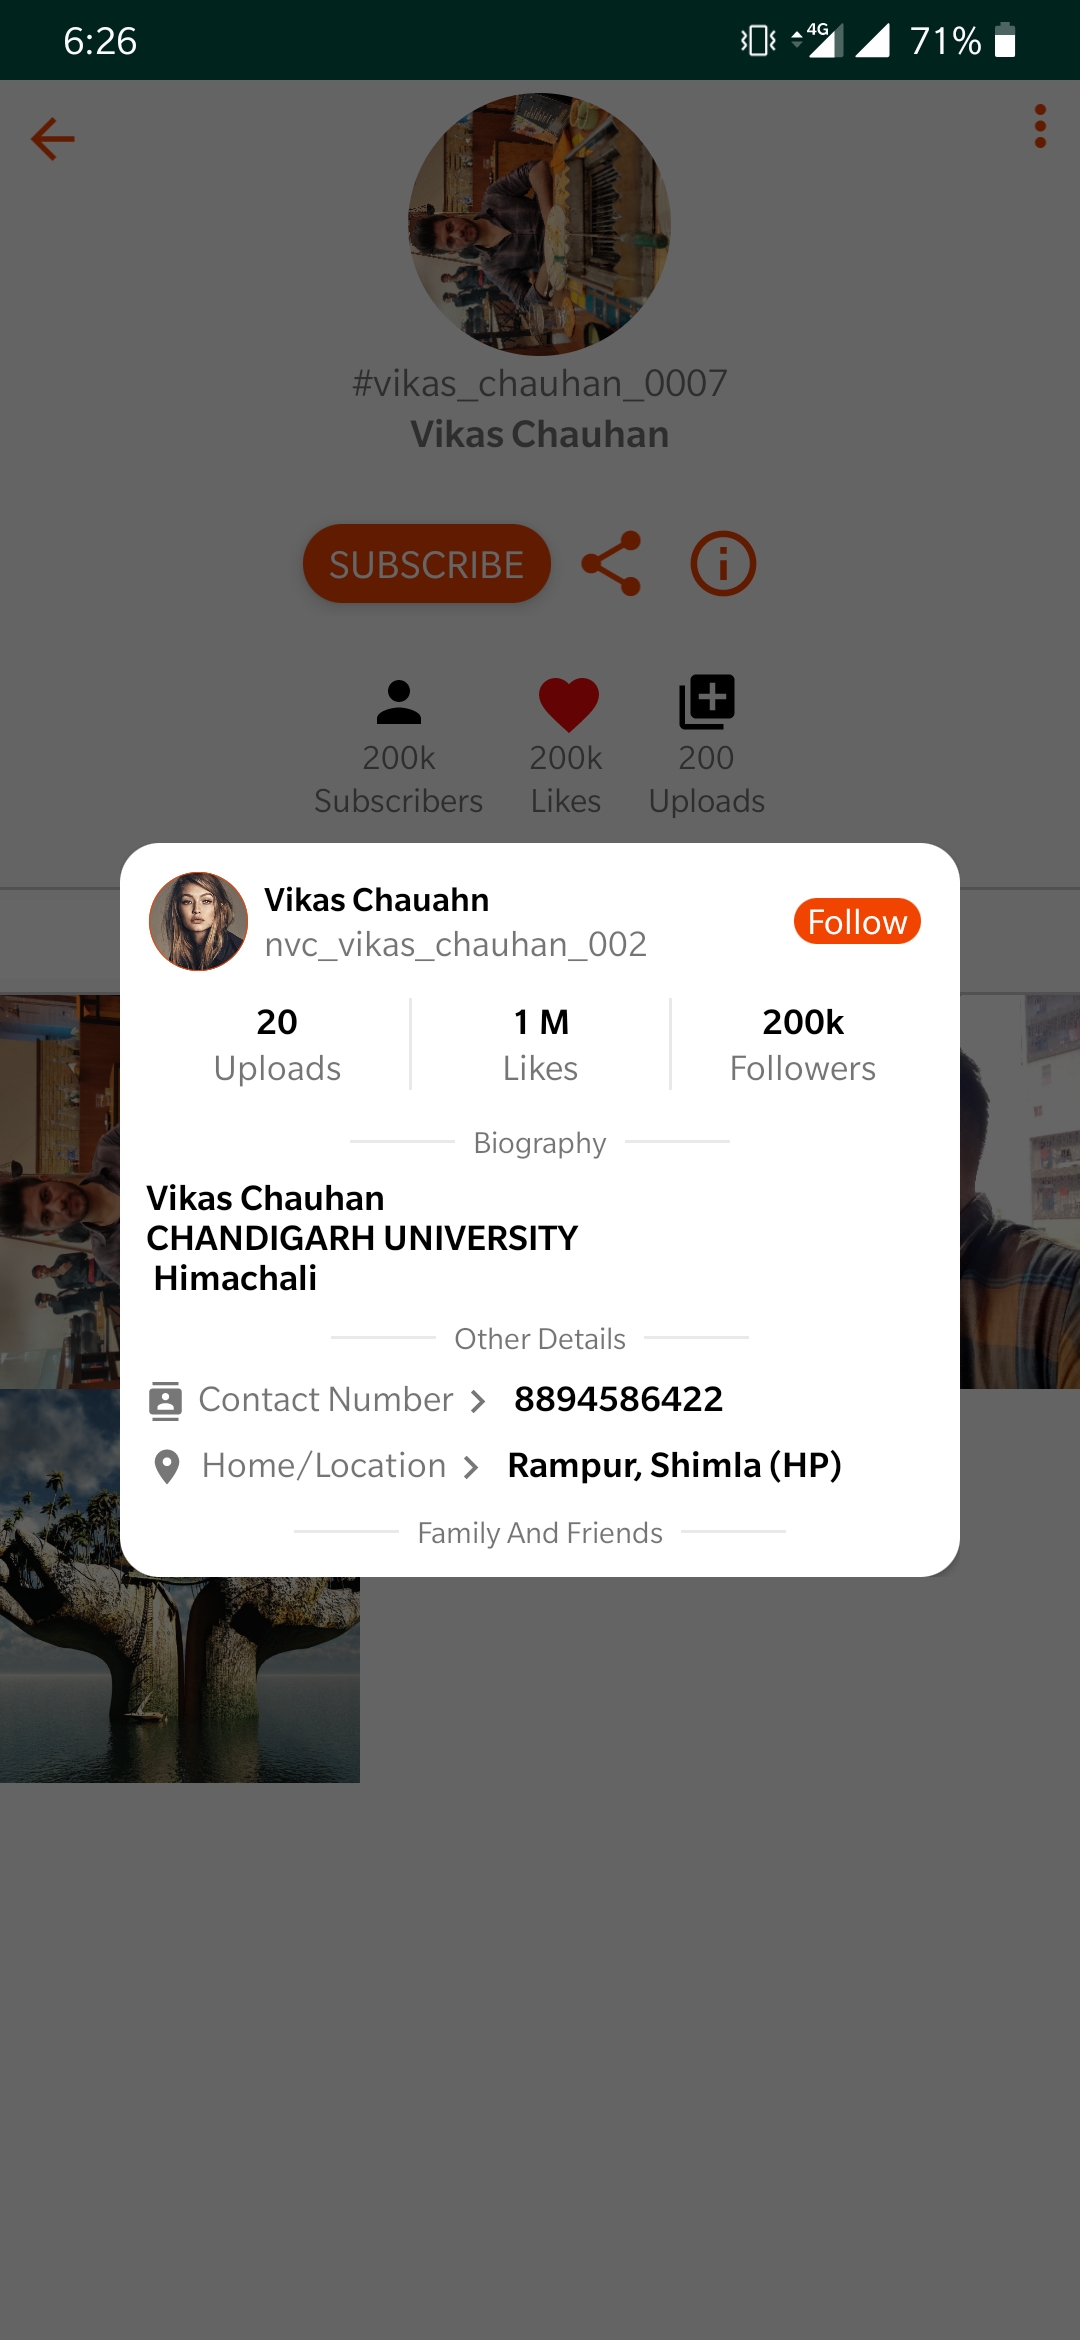 6:26
4G
71%
#vikas_chauhan_0007
Vikas Chauhan
SUBSCRIBE
200k
200k
200
Subscribers
Likes
Uploads
Vikas Chauahn
nvc_vikas_chauhan_002
Follow
20
1 M
200k
Uploads
Likes
Followers
Biography
Vikas Chauhan
CHANDIGARH UNIVERSITY
Himachali
Other Details
Contact Number > 8894586422
Home/Location > Rampur, Shimla (HP)
Family And Friends